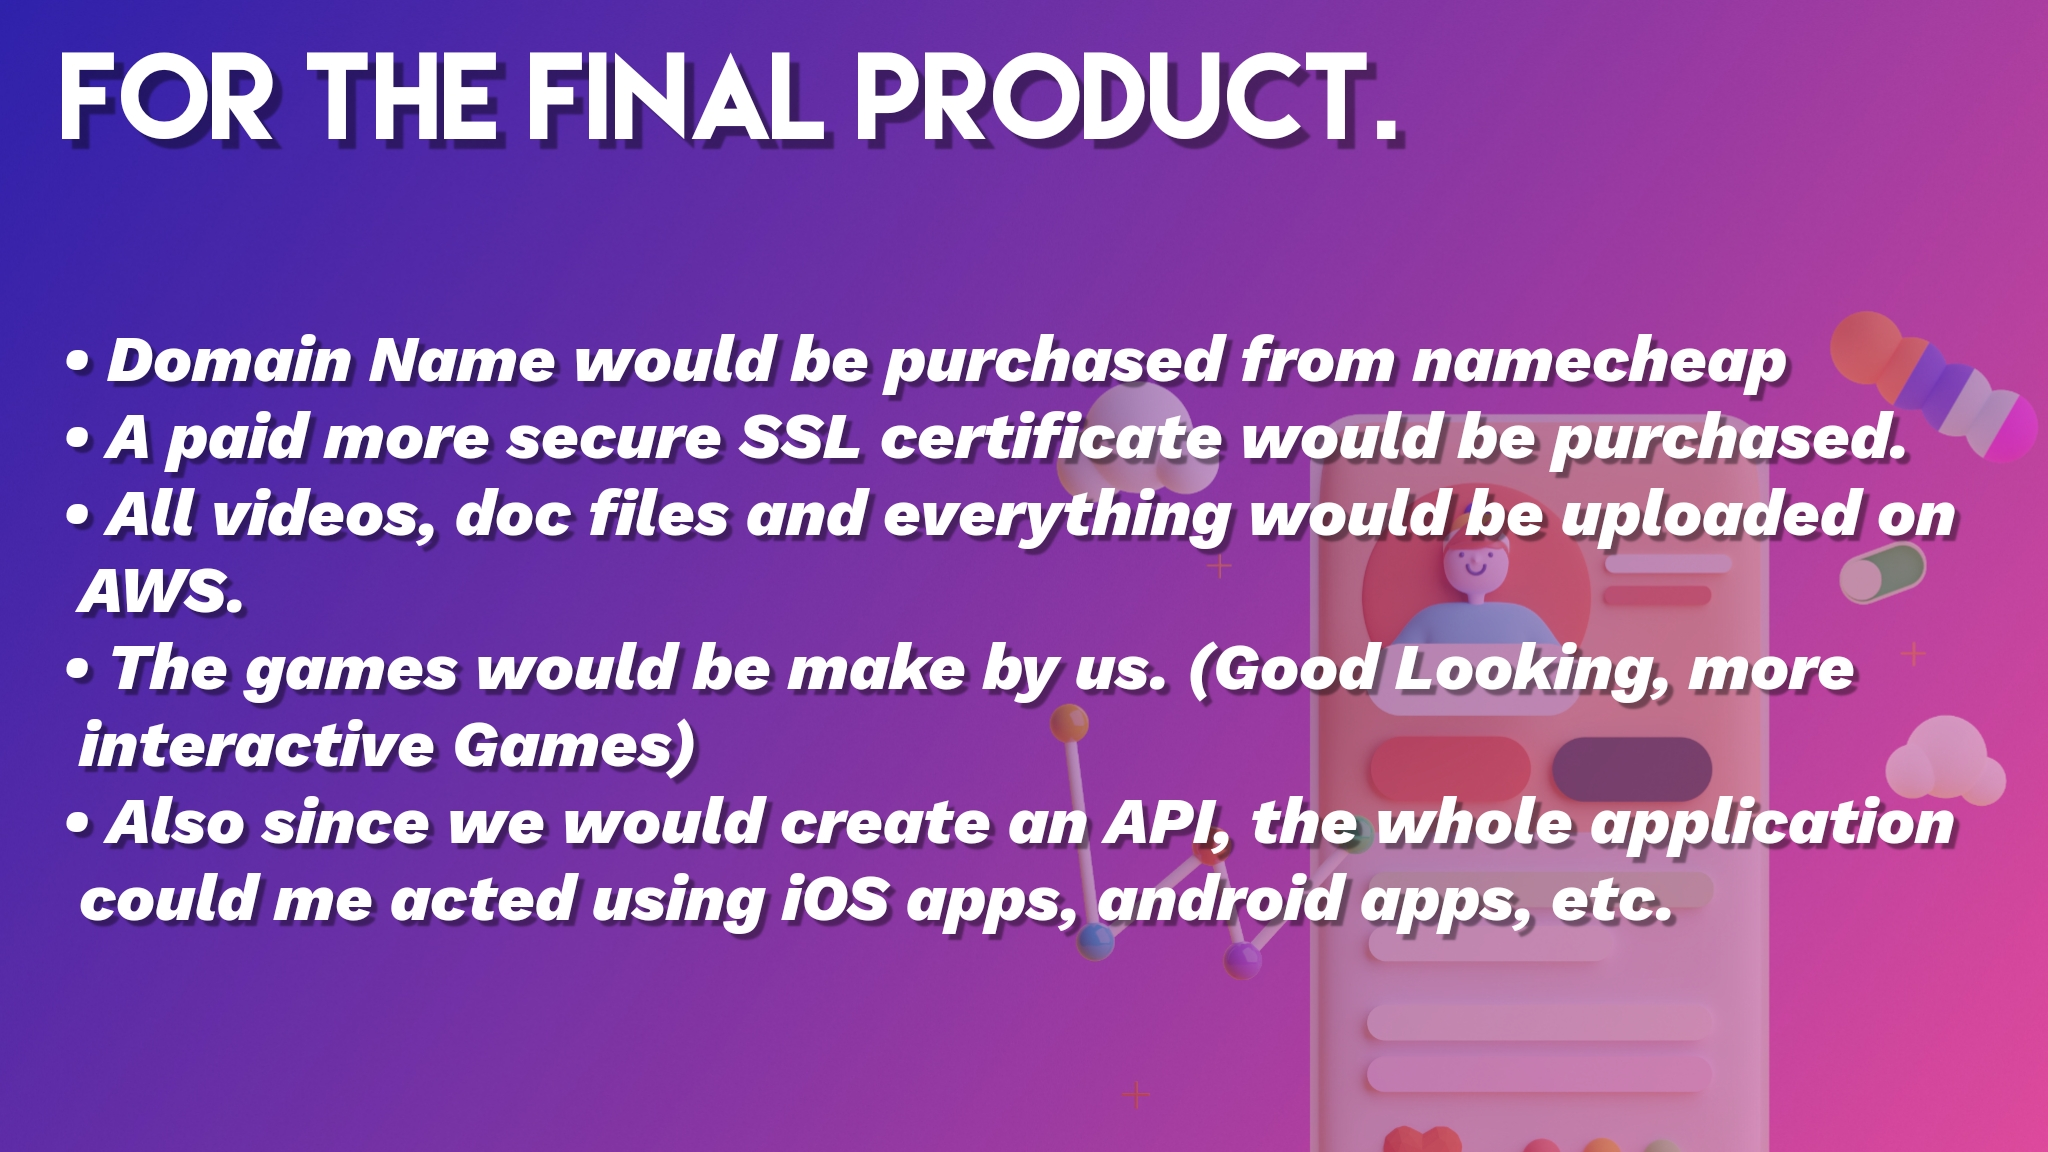 FOR THE FINAL PRODUCT.
• Domain Name would be purchased from namecheap
• A paid more secure SSL certificate would be purchased.
• All videos, doc files and everything would be uploaded on
AWS.
• The games would be make by us. (Good Looking, more
interactive Games)
• Also since we would create an API, the whole application
could me acted using iOS apps, android apps, etc.